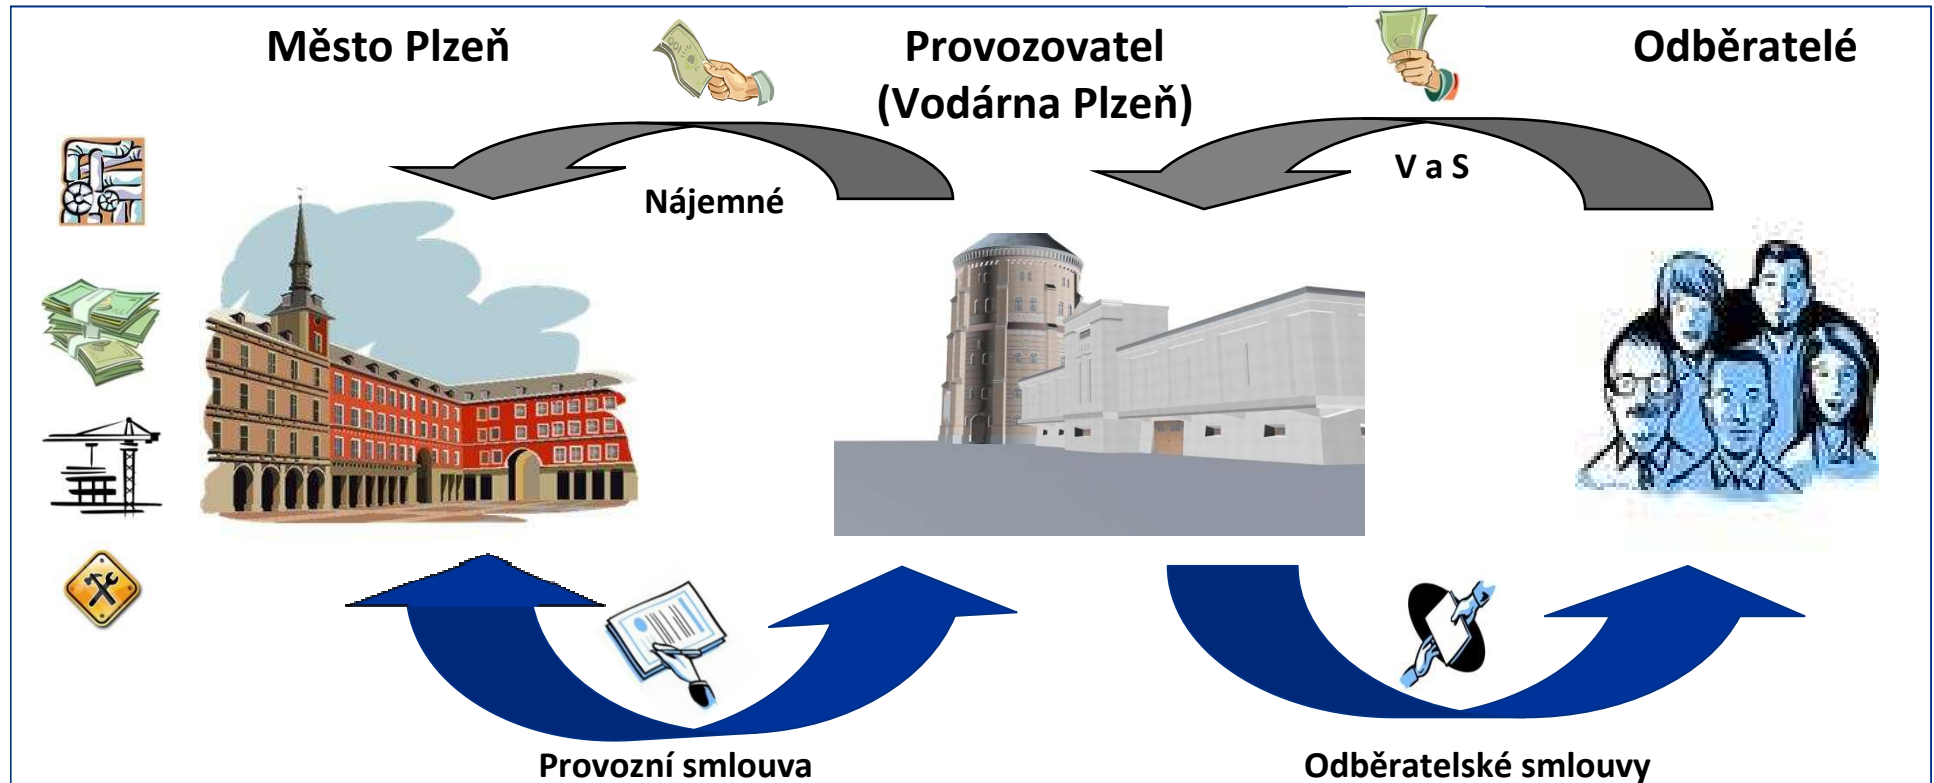 Město Plzeň
Provozovatel
(Vodárna Plzeň)
Odběratelé
Nájemné
V a S
Provozní smlouva
Odběratelské smlouvy